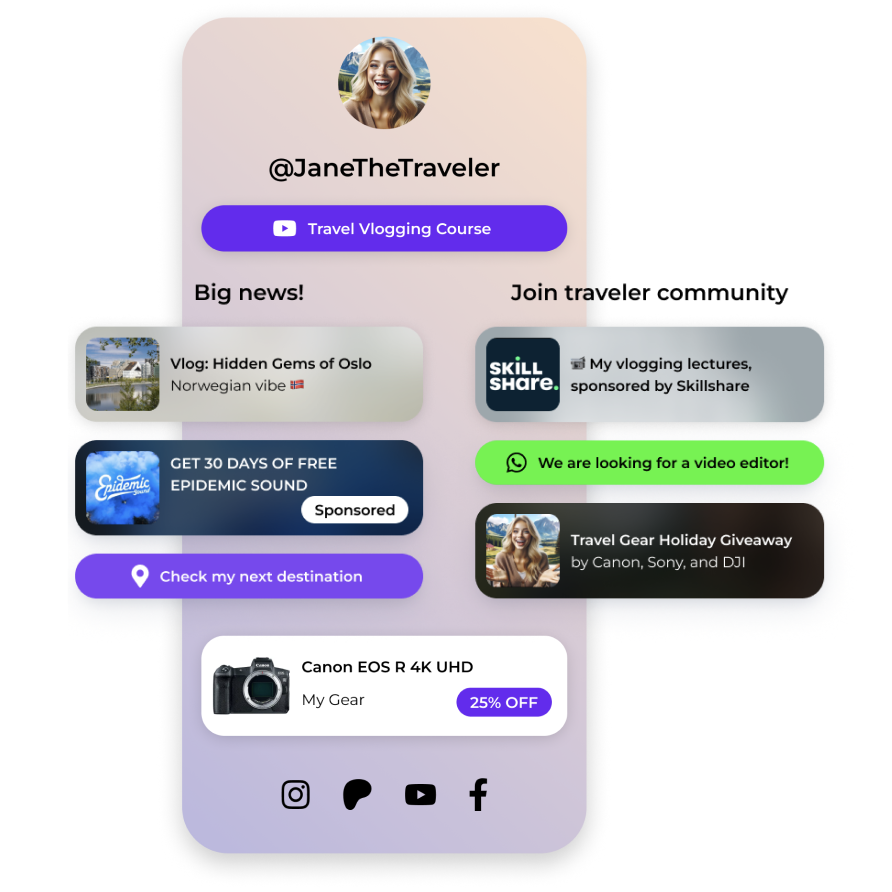 @JaneTheTraveler
Travel Vlogging Course
Big news!
Vlog: Hidden Gems of Oslo
Norwegian vibe 🇳🇴
Epidemic
Sound
GET 30 DAYS OF FREE
EPIDEMIC SOUND
Sponsored
Check my next destination
Join traveler community
SKILL
SHARE.
📹 My vlogging lectures,
sponsored by Skillshare
We are looking for a video editor!
Travel Gear Holiday Giveaway
by Canon, Sony, and DJI
Canon
Canon EOS R 4K UHD
My Gear
25% OFF